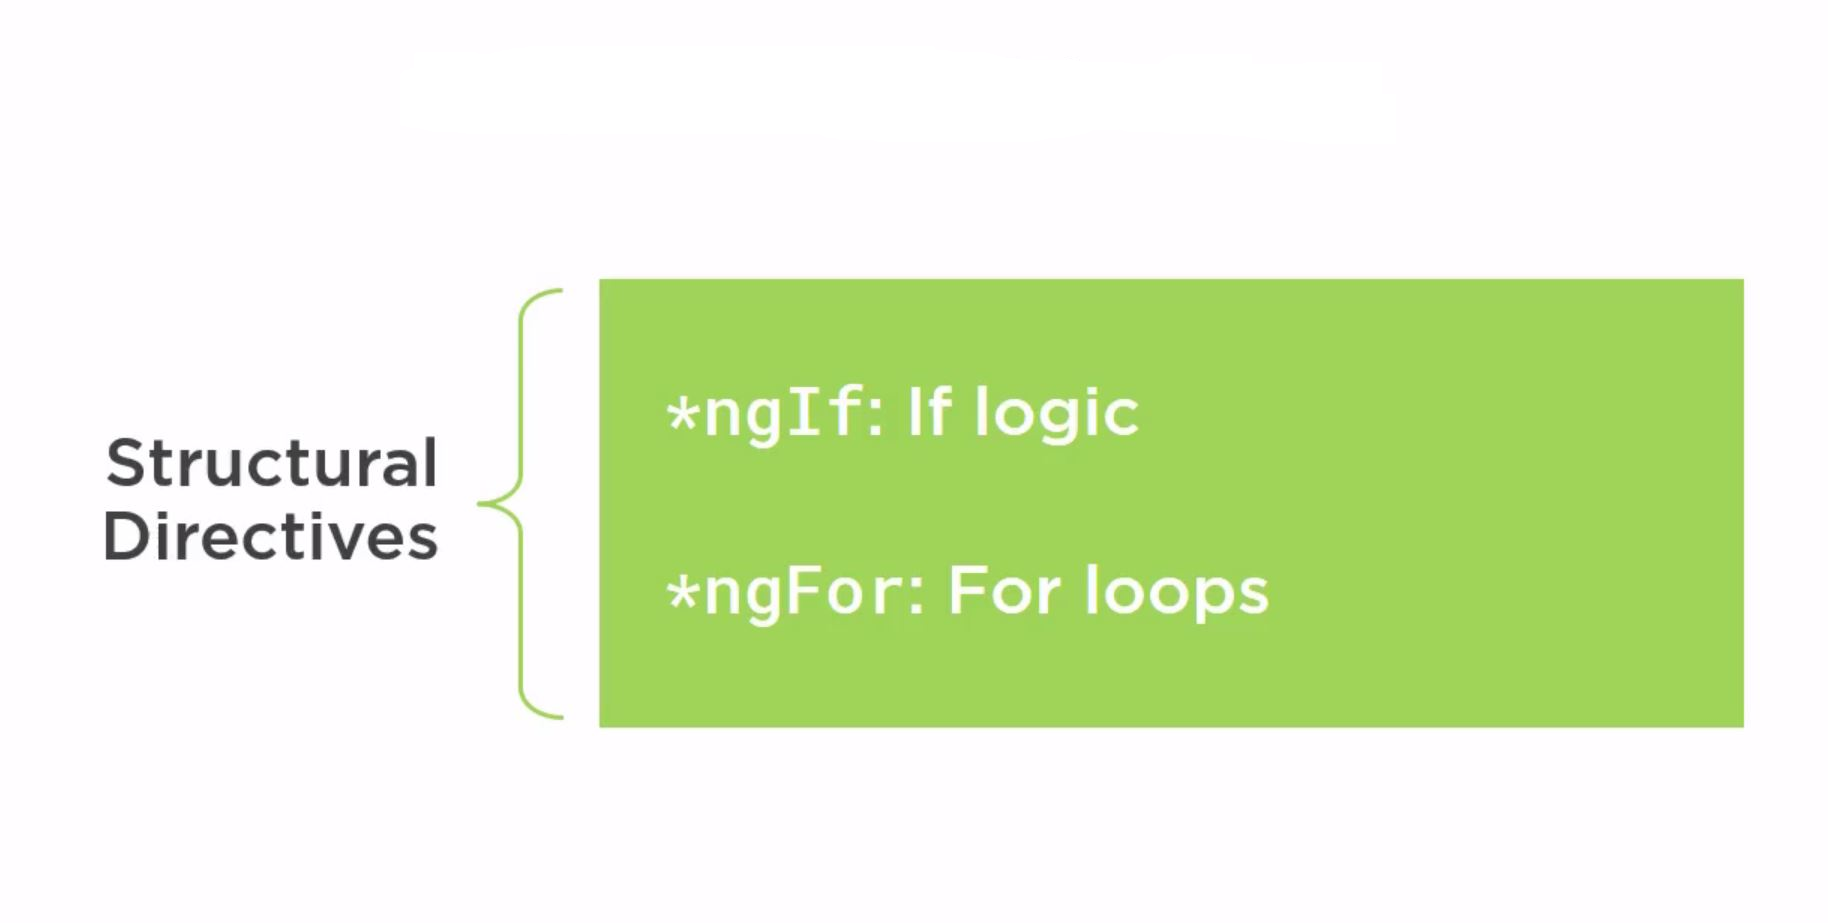 Structural
Directives
*ngIf: If logic
*ngFor: For loops